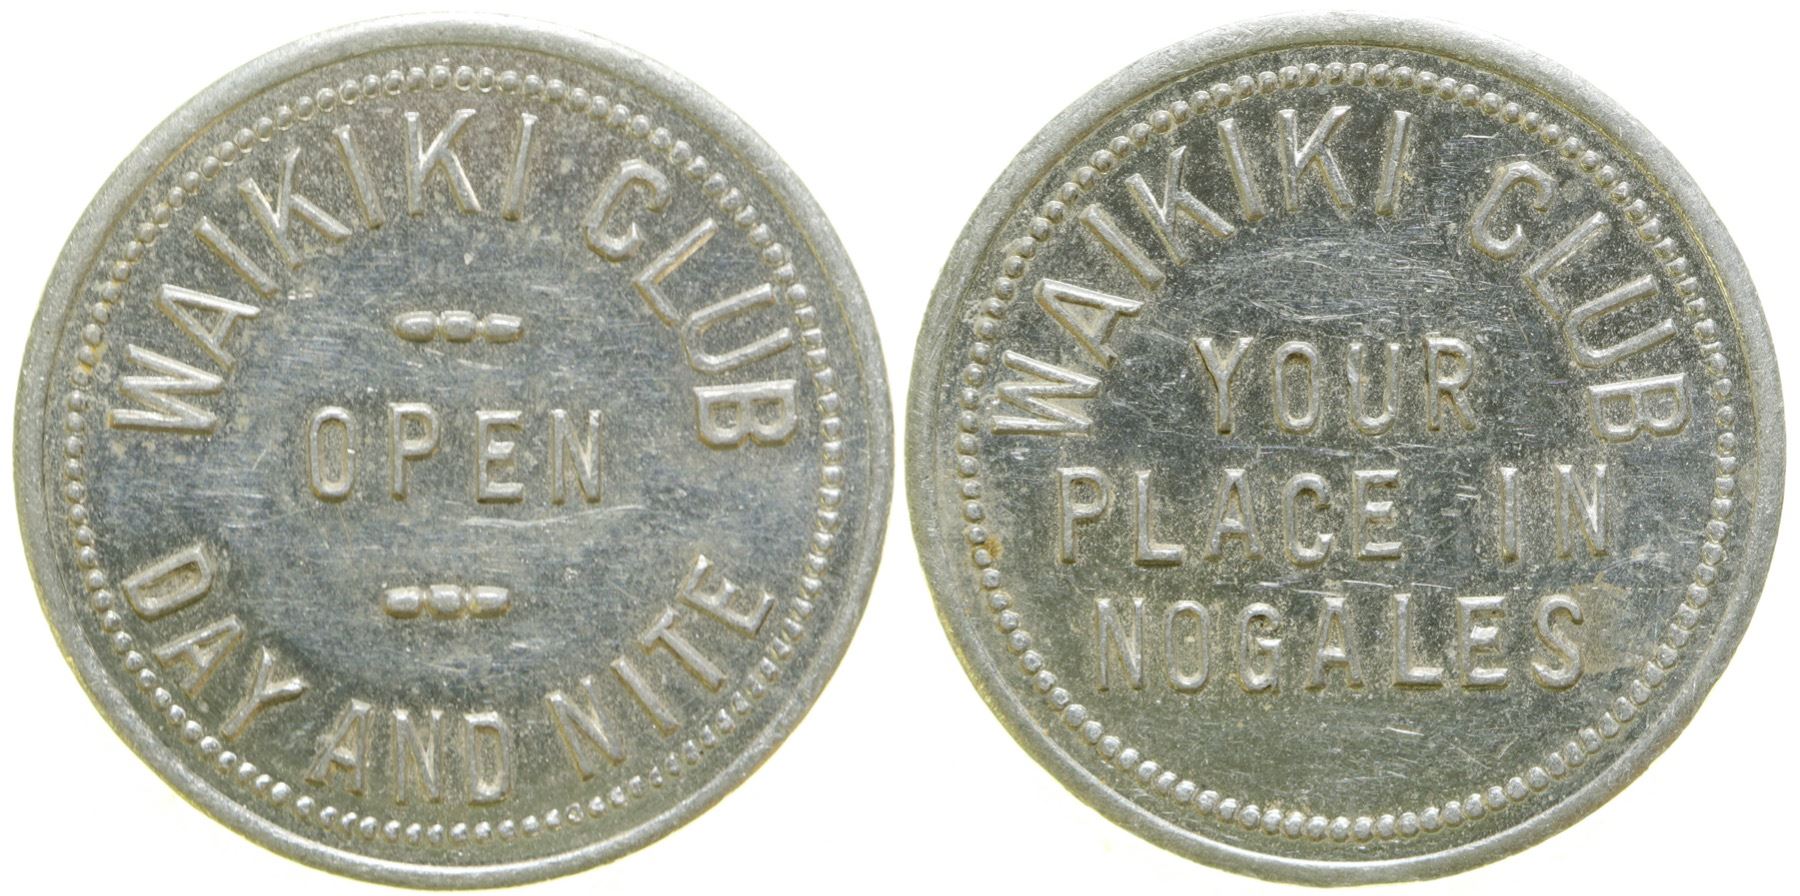 WAIKIKI CLUB
OPEN
DAY AND NITE
WAIKIKI CLUB
YOUR
PLACE IN
NOGALES